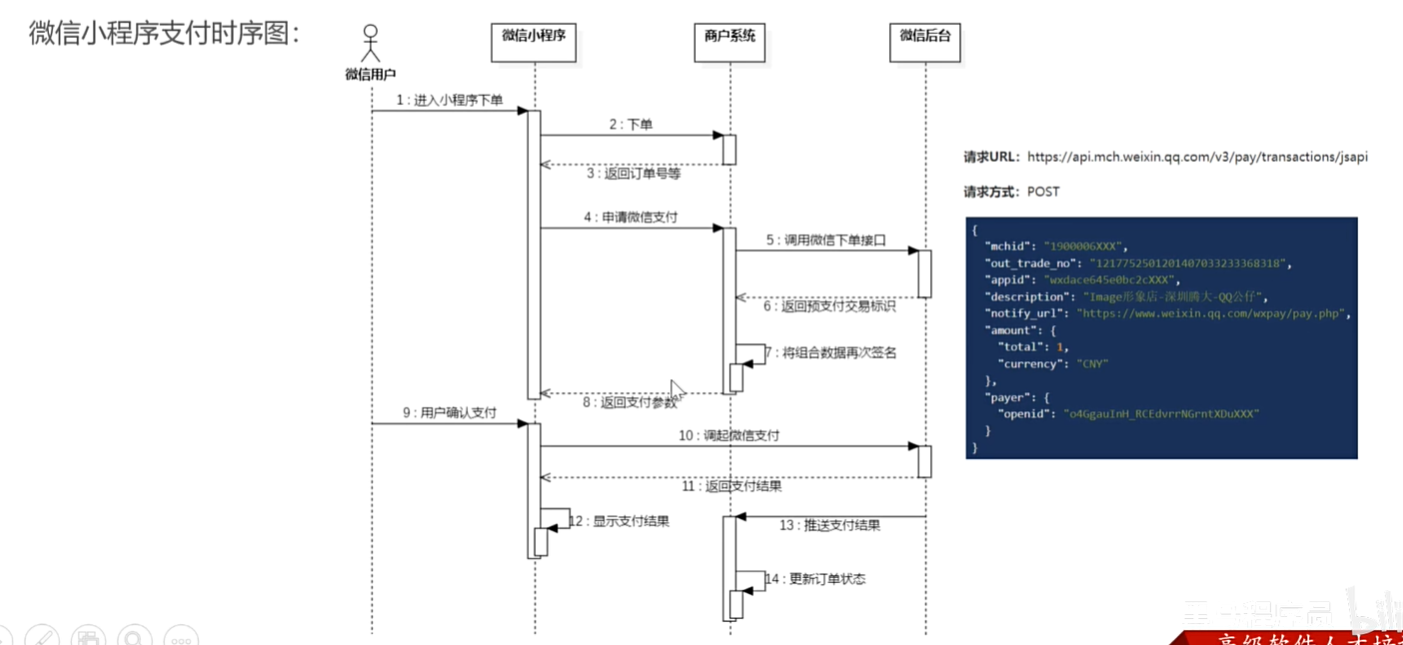 微信小程序支付时序图：
微信用户
微信小程序
商户系统
微信后台
1 : 进入小程序下单
2 : 下单
3 : 返回订单号等
4 : 申请微信支付
5 : 调用微信下单接口
6 : 返回预支付交易标识
7 : 将组合数据再次签名
8 : 返回支付参数
9 : 用户确认支付
10 : 调起微信支付
11 : 返回支付结果
12 : 显示支付结果
13 : 推送支付结果
14 : 更新订单状态
请求URL：https://api.mch.weixin.qq.com/v3/pay/transactions/jsapi
请求方式：POST
{
"mchid": "1900006XXX",
"out_trade_no": "1217752501201407033233368318",
"appid": "wxdace645e0bc2cXXX",
"description": "Image形象店-深圳腾大-QQ公仔",
"notify_url": "https://www.weixin.qq.com/wxpay/pay.php",
"amount": {
"total": 1,
"currency": "CNY"
},
"payer": {
"openid": "o4GgauInH_RCEdvrrNGrntXDuXXX"
}
}
高级软件人才培